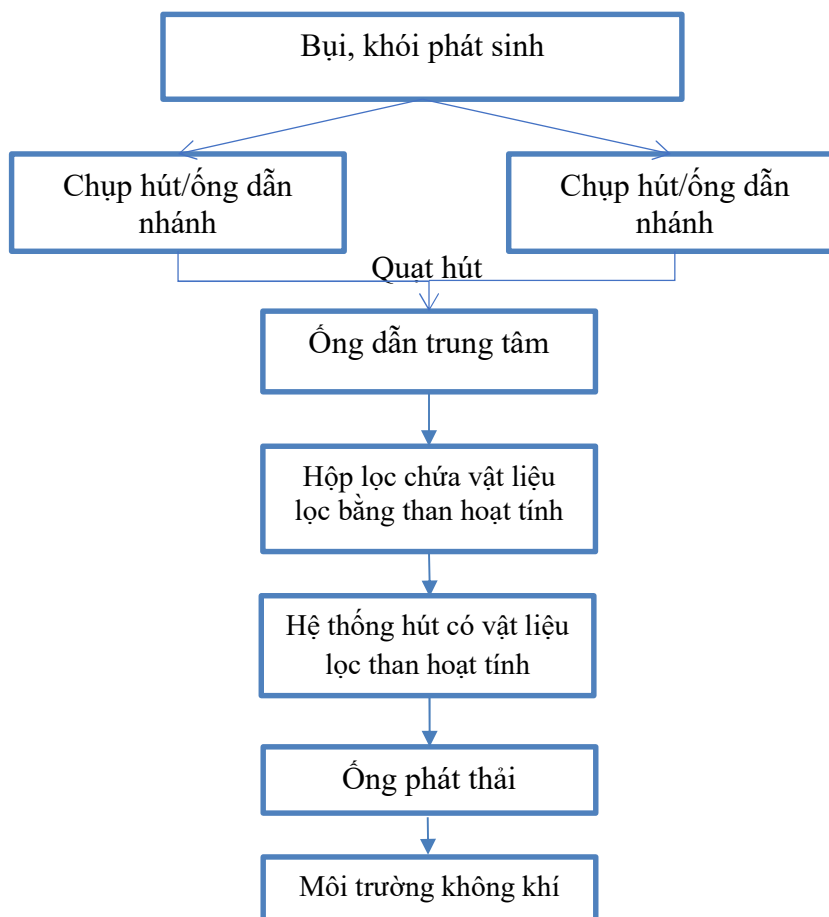 Bụi, khói phát sinh
Chụp hút/ống dẫn
nhánh
Chụp hút/ống dẫn
nhánh
Quạt hút
Ống dẫn trung tâm
Hộp lọc chứa vật liệu
lọc bằng than hoạt tính
Hệ thống hút có vật liệu
lọc than hoạt tính
Ống phát thải
Môi trường không khí